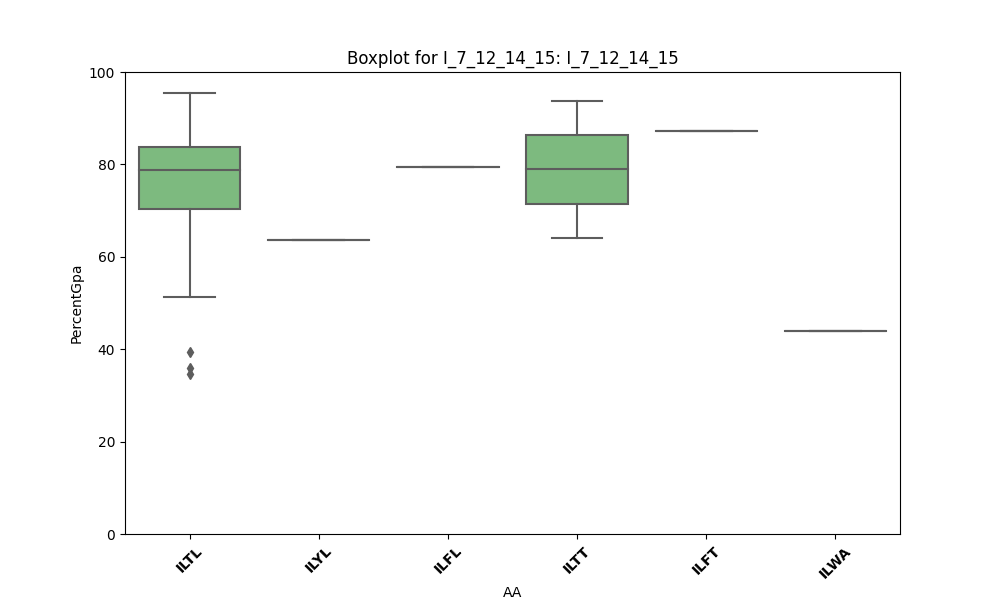 Boxplot for I_7_12_14_15: I_7_12_14_15
100
80
60
40
20
0
PercentGpa
ILTL
ILYL
ILFL
ILTT
ILFT
ILWA
AA